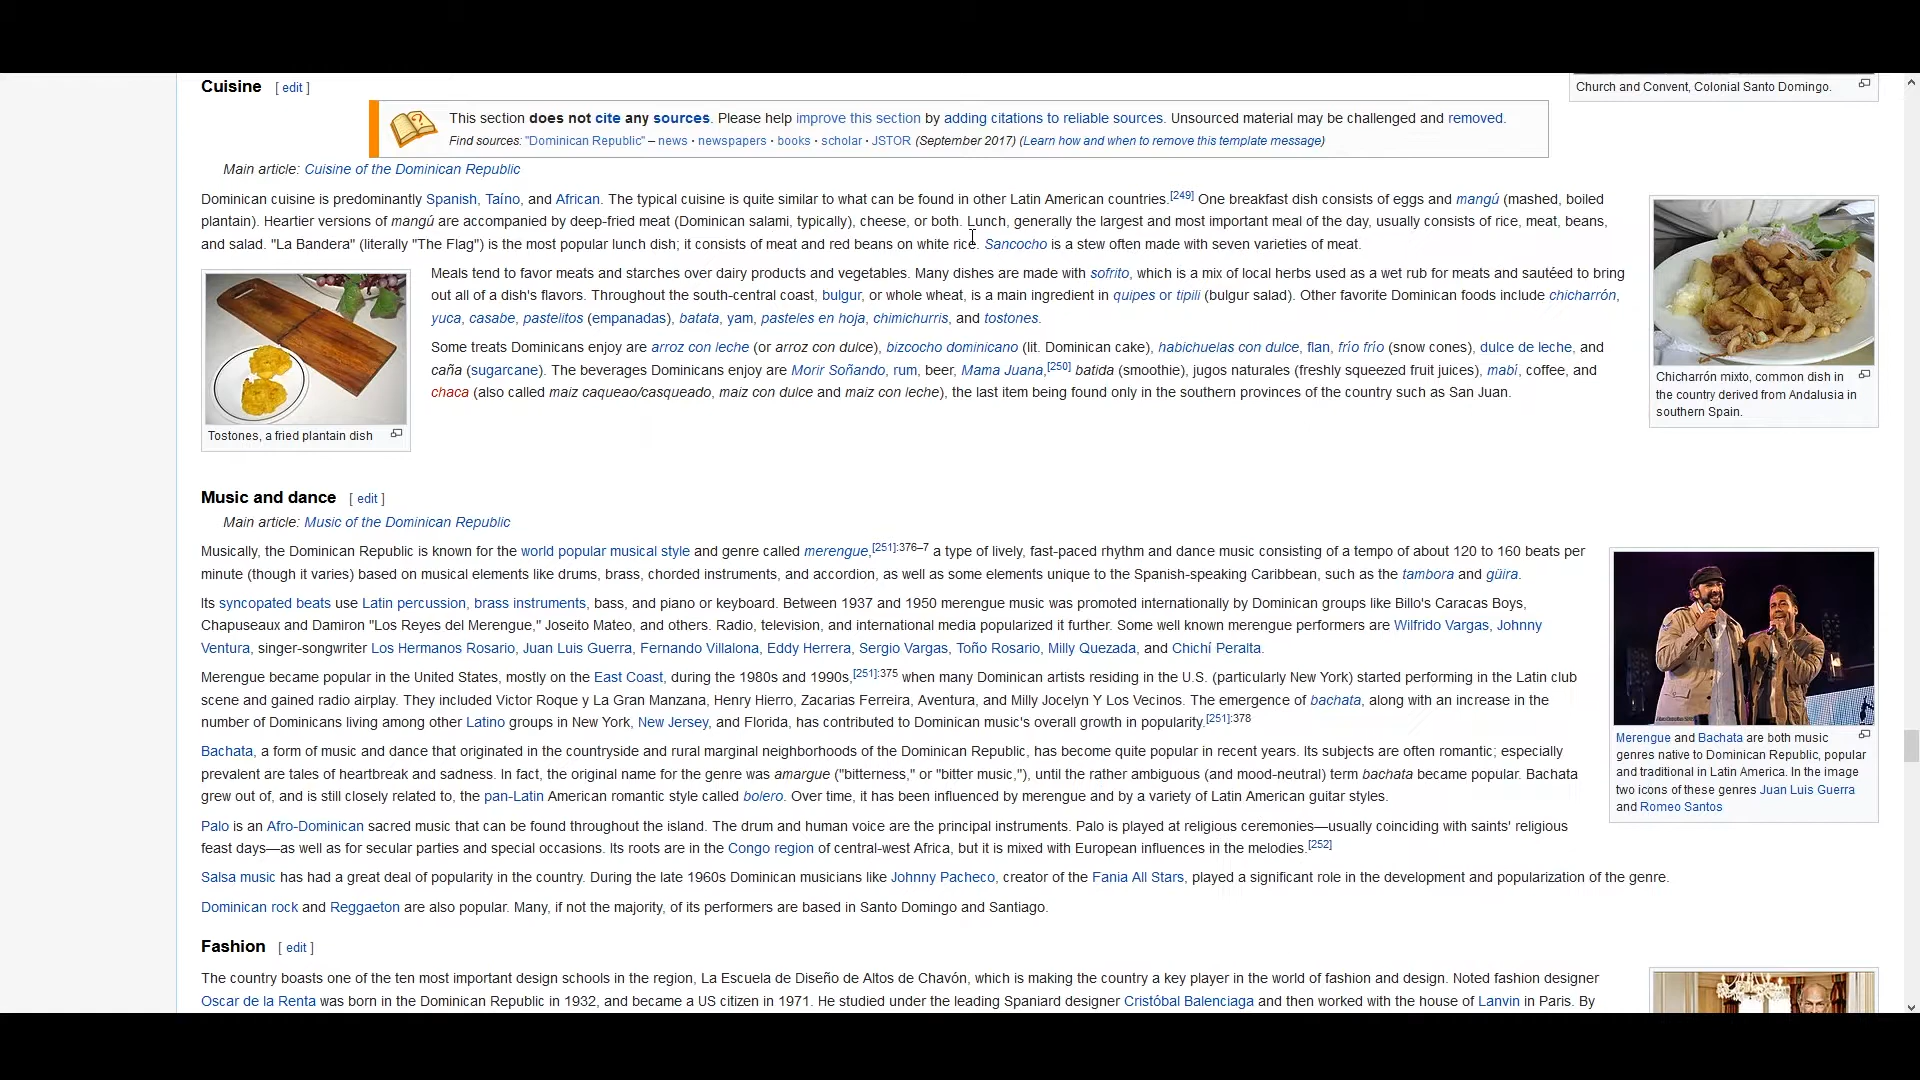 Cuisine [ edit ]
Church and Convent, Colonial Santo Domingo.
This section does not cite any sources. Please help improve this section by adding citations to reliable sources. Unsourced material may be challenged and removed.
Find sources: "Dominican Republic" – news · newspapers · books · scholar · JSTOR (September 2017) (Learn how and when to remove this template message)
Main article: Cuisine of the Dominican Republic
Dominican cuisine is predominantly Spanish, Taíno, and African. The typical cuisine is quite similar to what can be found in other Latin American countries.[249] One breakfast dish consists of eggs and mangú (mashed, boiled
plantain). Heartier versions of mangú are accompanied by deep-fried meat (Dominican salami, typically), cheese, or both. Lunch, generally the largest and most important meal of the day, usually consists of rice, meat, beans,
and salad. "La Bandera" (literally "The Flag") is the most popular lunch dish; it consists of meat and red beans on white rice. Sancocho is a stew often made with seven varieties of meat.
Meals tend to favor meats and starches over dairy products and vegetables. Many dishes are made with sofrito, which is a mix of local herbs used as a wet rub for meats and sautéed to bring
out all of a dish's flavors. Throughout the south-central coast, bulgur, or whole wheat, is a main ingredient in quipes or tipili (bulgur salad). Other favorite Dominican foods include chicharrón,
yuca, casabe, pastelitos (empanadas), batata, yam, pasteles en hoja, chimichurris, and tostones.
Some treats Dominicans enjoy are arroz con leche (or arroz con dulce), bizcocho dominicano (lit. Dominican cake), habichuelas con dulce, flan, frío frío (snow cones), dulce de leche, and
caña (sugarcane). The beverages Dominicans enjoy are Morir Soñando, rum, beer, Mama Juana,[250] batida (smoothie), jugos naturales (freshly squeezed fruit juices), mabí, coffee, and
chaca (also called maiz caqueao/casqueado, maiz con dulce and maiz con leche), the last item being found only in the southern provinces of the country such as San Juan.
Tostones, a fried plantain dish
Chicharrón mixto, common dish in
the country derived from Andalusia in
southern Spain.
Music and dance [ edit ]
Main article: Music of the Dominican Republic
Musically, the Dominican Republic is known for the world popular musical style and genre called merengue,[251]:376–7 a type of lively, fast-paced rhythm and dance music consisting of a tempo of about 120 to 160 beats per
minute (though it varies) based on musical elements like drums, brass, chorded instruments, and accordion, as well as some elements unique to the Spanish-speaking Caribbean, such as the tambora and güira.
Its syncopated beats use Latin percussion, brass instruments, bass, and piano or keyboard. Between 1937 and 1950 merengue music was promoted internationally by Dominican groups like Billo's Caracas Boys,
Chapuseaux and Damiron "Los Reyes del Merengue," Joseito Mateo, and others. Radio, television, and international media popularized it further. Some well known merengue performers are Wilfrido Vargas, Johnny
Ventura, singer-songwriter Los Hermanos Rosario, Juan Luis Guerra, Fernando Villalona, Eddy Herrera, Sergio Vargas, Toño Rosario, Milly Quezada, and Chichí Peralta.
Merengue became popular in the United States, mostly on the East Coast, during the 1980s and 1990s,[251]:375 when many Dominican artists residing in the U.S. (particularly New York) started performing in the Latin club
scene and gained radio airplay. They included Victor Roque y La Gran Manzana, Henry Hierro, Zacarias Ferreira, Aventura, and Milly Jocelyn Y Los Vecinos. The emergence of bachata, along with an increase in the
number of Dominicans living among other Latino groups in New York, New Jersey, and Florida, has contributed to Dominican music's overall growth in popularity.[251]:378
Bachata, a form of music and dance that originated in the countryside and rural marginal neighborhoods of the Dominican Republic, has become quite popular in recent years. Its subjects are often romantic; especially
prevalent are tales of heartbreak and sadness. In fact, the original name for the genre was amargue ("bitterness," or "bitter music,"), until the rather ambiguous (and mood-neutral) term bachata became popular. Bachata
grew out of, and is still closely related to, the pan-Latin American romantic style called bolero. Over time, it has been influenced by merengue and by a variety of Latin American guitar styles.
Palo is an Afro-Dominican sacred music that can be found throughout the island. The drum and human voice are the principal instruments. Palo is played at religious ceremonies—usually coinciding with saints' religious
feast days—as well as for secular parties and special occasions. Its roots are in the Congo region of central-west Africa, but it is mixed with European influences in the melodies.[252]
Salsa music has had a great deal of popularity in the country. During the late 1960s Dominican musicians like Johnny Pacheco, creator of the Fania All Stars, played a significant role in the development and popularization of the genre.
Dominican rock and Reggaeton are also popular. Many, if not the majority, of its performers are based in Santo Domingo and Santiago.
Merengue and Bachata are both music
genres native to Dominican Republic, popular
and traditional in Latin America. In the image
two icons of these genres Juan Luis Guerra
and Romeo Santos
Fashion [ edit ]
The country boasts one of the ten most important design schools in the region, La Escuela de Diseño de Altos de Chavón, which is making the country a key player in the world of fashion and design. Noted fashion designer
Oscar de la Renta was born in the Dominican Republic in 1932, and became a US citizen in 1971. He studied under the leading Spaniard designer Cristóbal Balenciaga and then worked with the house of Lanvin in Paris. By